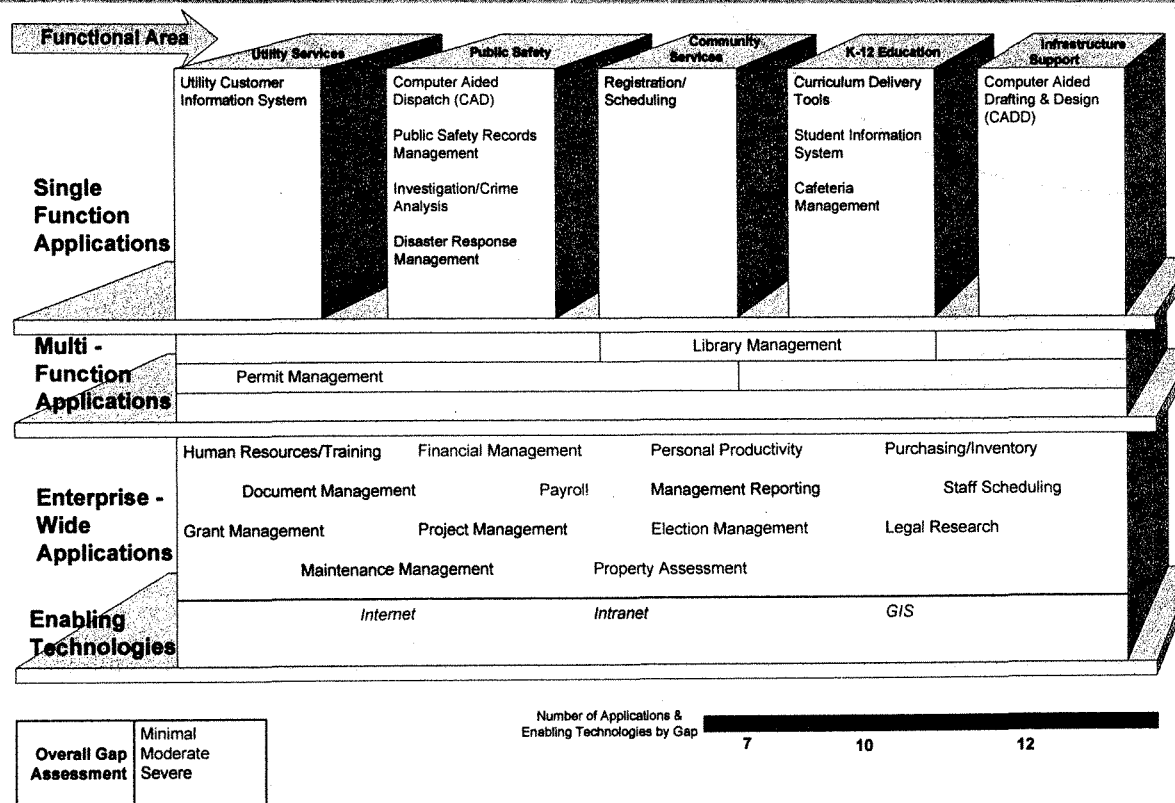 Functional Area
Utility Services
Public Safety
Community
Services
K-12 Education
Infrastructure
Support
Single
Function
Applications
Utility Customer
Information System
Computer Aided
Dispatch (CAD)
Public Safety Records
Management
Investigation/Crime
Analysis
Disaster Response
Management
Registration/
Scheduling
Curriculum Delivery
Tools
Student Information
System
Cafeteria
Management
Computer Aided
Drafting & Design
(CADD)
Multi -
Function
Applications
Library Management
Permit Management
Enterprise -
Wide
Applications
Human Resources/Training Financial Management Personal Productivity Purchasing/Inventory
Document Management Payroll Management Reporting Staff Scheduling
Grant Management Project Management Election Management Legal Research
Maintenance Management Property Assessment
Enabling
Technologies
Internet Intranet GIS
Overall Gap
Assessment
Minimal
Moderate
Severe
Number of Applications &
Enabling Technologies by Gap
7 10 12